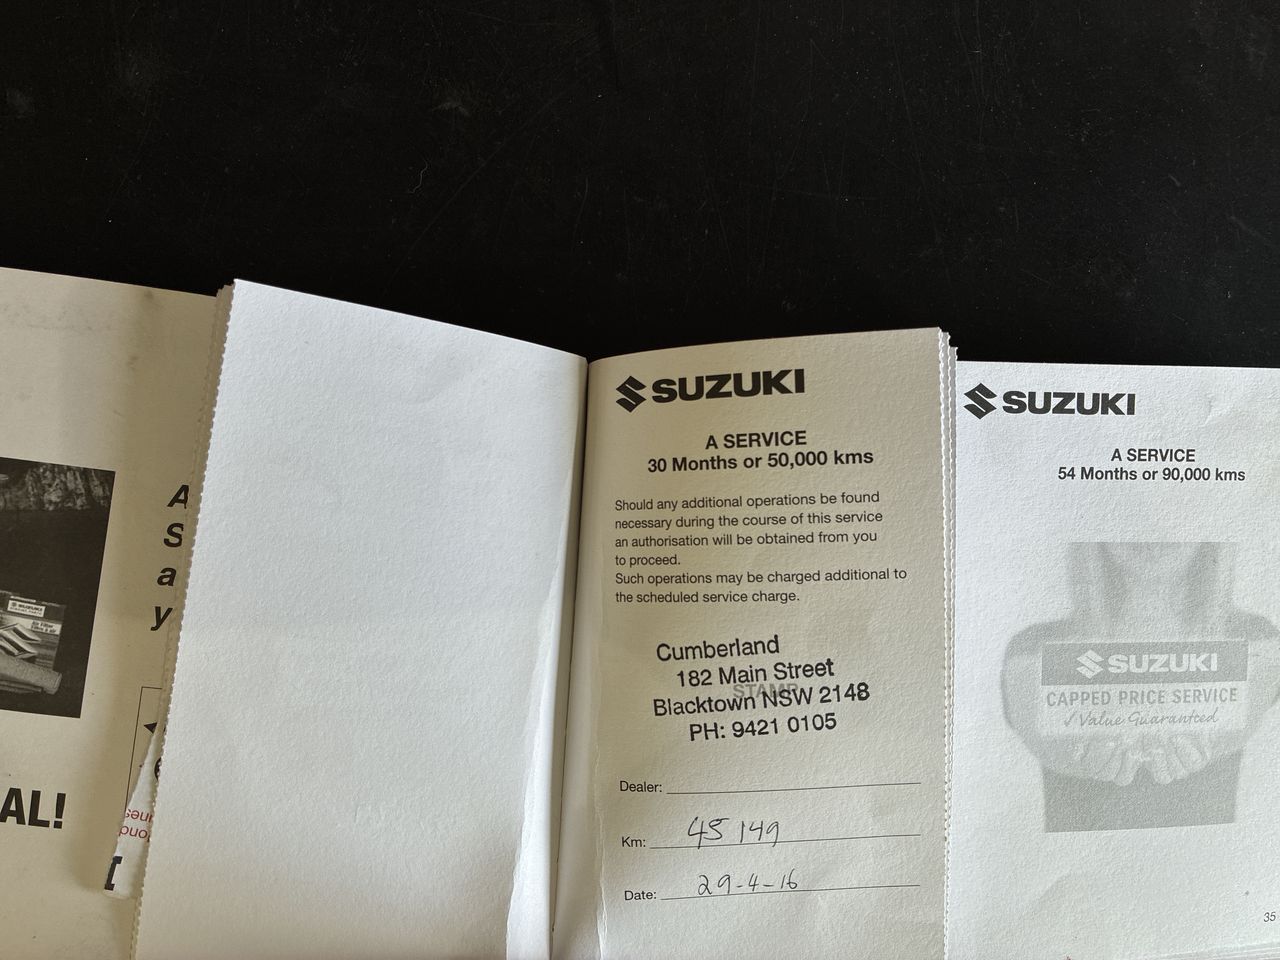 A
S
a
y
SUZUKI
AL!
SUZUKI
A SERVICE
30 Months or 50,000 kms
Should any additional operations be found
necessary during the course of this service
an authorisation will be obtained from you
to proceed.
Such operations may be charged additional to
the scheduled service charge.
STAMP
Cumberland
182 Main Street
Blacktown NSW 2148
PH: 9421 0105
Dealer:
Km: 45 149
Date: 29-4-16
SUZUKI
A SERVICE
54 Months or 90,000 kms
SUZUKI
CAPPED PRICE SERVICE
✓ Value Guaranteed
35